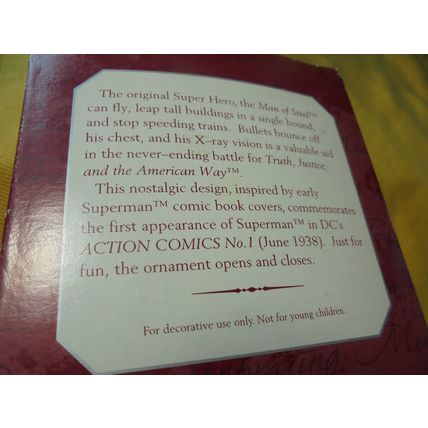 The original Super Hero, the Man of Steel™
can fly, leap tall buildings in a single bound,
and stop speeding trains. Bullets bounce off
his chest, and his X–ray vision is a valuable aid
in the never–ending battle for Truth, Justice,
and the American Way™.
This nostalgic design, inspired by early
Superman™ comic book covers, commemorates
the first appearance of Superman™ in DC's
ACTION COMICS No.1 (June 1938). Just for
fun, the ornament opens and closes.
For decorative use only. Not for young children.